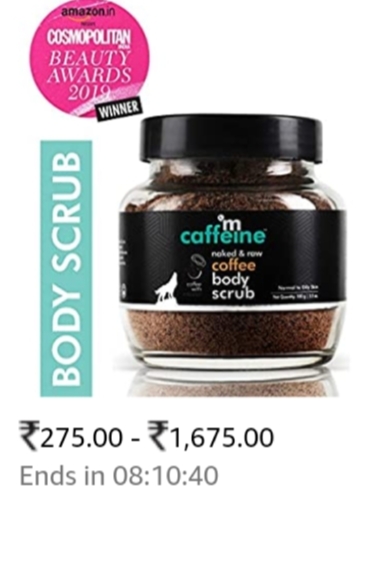 amazon.in
COSMOPOLITAN
BEAUTY
AWARDS
2019
WINNER
BODY SCRUB
'm
caffeine
naked & raw
coffee
body
scrub
₹275.00 - ₹1,675.00
Ends in 08:10:40